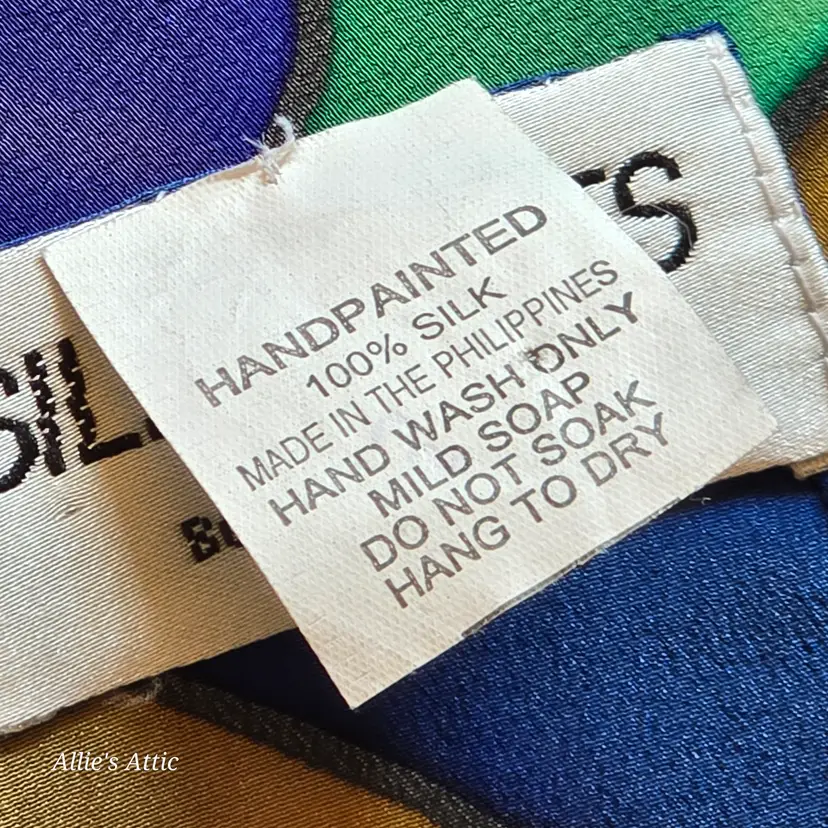 HANDPAINTED
100% SILK
MADE IN THE PHILIPPINES
HAND WASH ONLY
MILD SOAP
DO NOT SOAK
HANG TO DRY
Allie's Attic